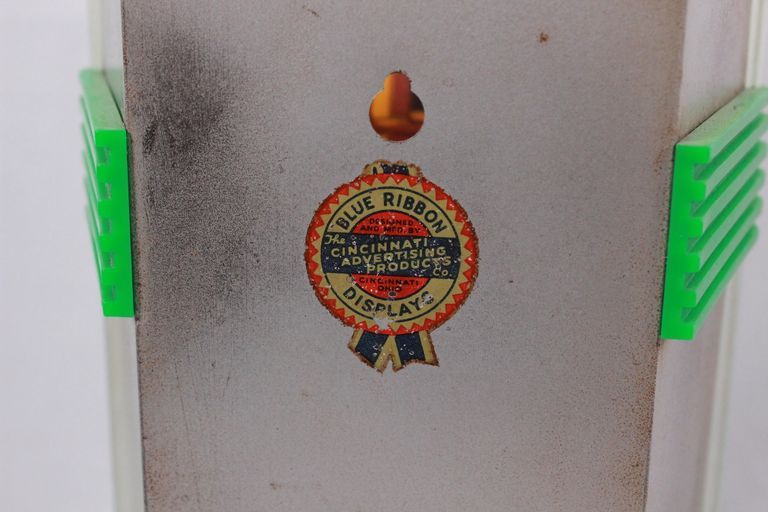 BLUE RIBBON
DESIGNED
AND MFD. BY
The
CINCINNATI
ADVERTISING
PRODUCTS
Co.
CINCINNATI
OHIO
DISPLAYS